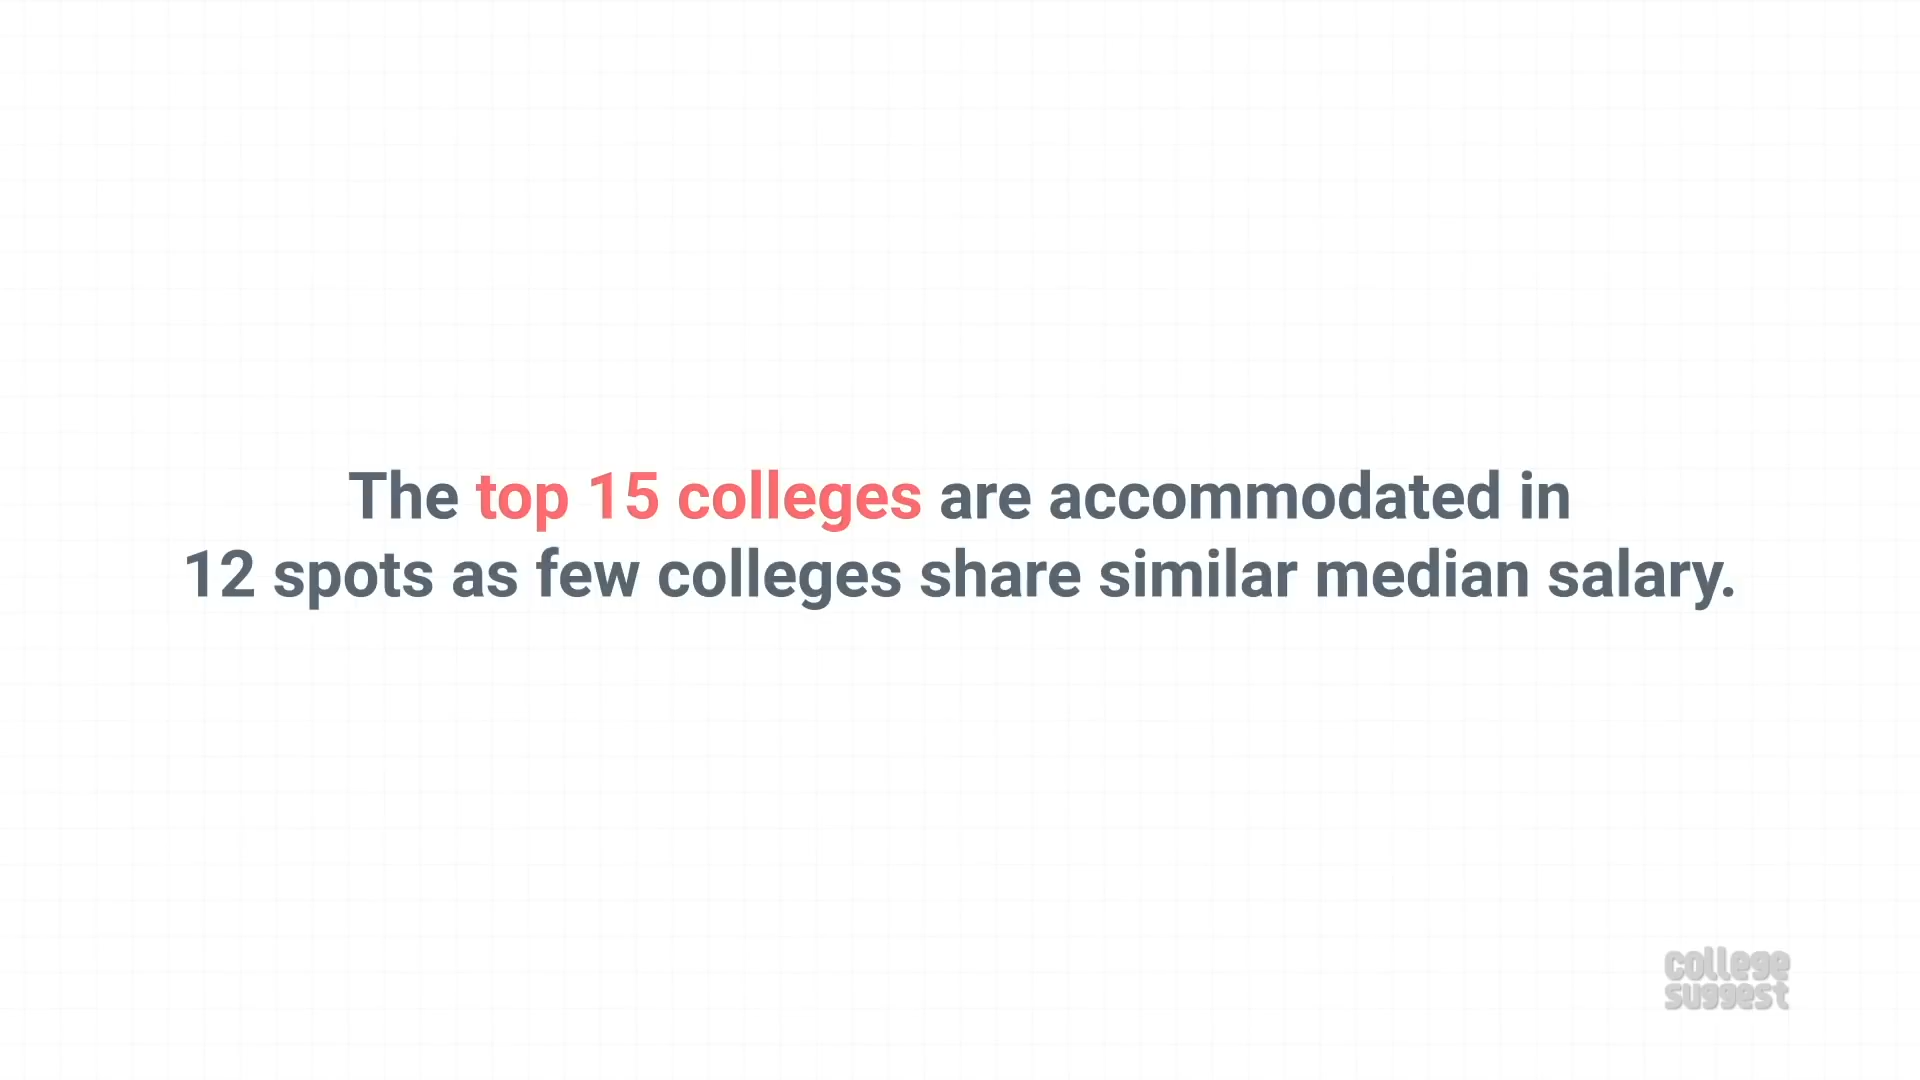 The top 15 colleges are accommodated in
12 spots as few colleges share similar median salary.
college
suggest